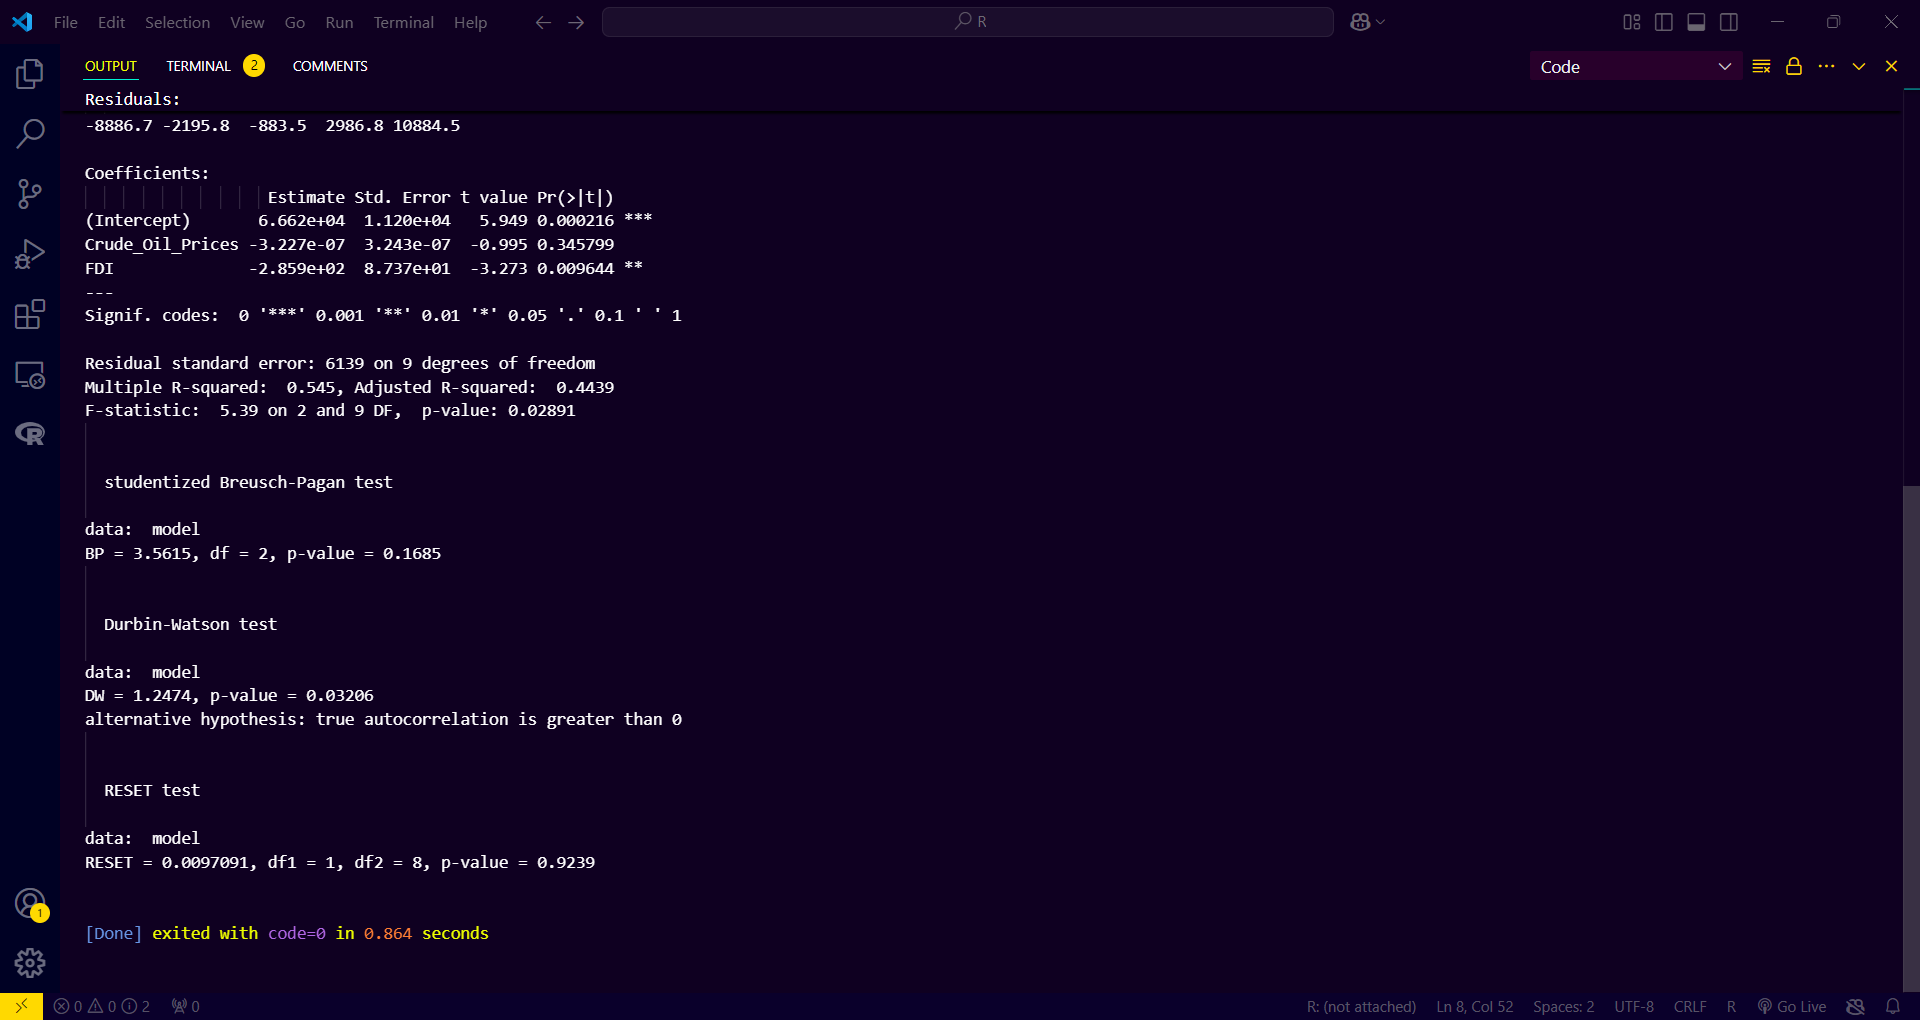 File Edit Selection View Go Run Terminal Help
R
OUTPUT TERMINAL 2 COMMENTS
Code
Residuals:
-8886.7 -2195.8  -883.5  2986.8 10884.5
Coefficients:
Estimate Std. Error t value Pr(>|t|)
(Intercept)       6.662e+04  1.120e+04   5.949 0.000216 ***
Crude_Oil_Prices -3.227e-07  3.243e-07  -0.995 0.345799
FDI              -2.859e+02  8.737e+01  -3.273 0.009644 **
---
Signif. codes:  0 '***' 0.001 '**' 0.01 '*' 0.05 '.' 0.1 ' ' 1
Residual standard error: 6139 on 9 degrees of freedom
Multiple R-squared:  0.545, Adjusted R-squared:  0.4439
F-statistic:  5.39 on 2 and 9 DF,  p-value: 0.02891
studentized Breusch-Pagan test
data:  model
BP = 3.5615, df = 2, p-value = 0.1685
Durbin-Watson test
data:  model
DW = 1.2474, p-value = 0.03206
alternative hypothesis: true autocorrelation is greater than 0
RESET test
data:  model
RESET = 0.0097091, df1 = 1, df2 = 8, p-value = 0.9239
[Done] exited with code=0 in 0.864 seconds
1
0 0 2 0
R: (not attached) Ln 8, Col 52 Spaces: 2 UTF-8 CRLF R Go Live